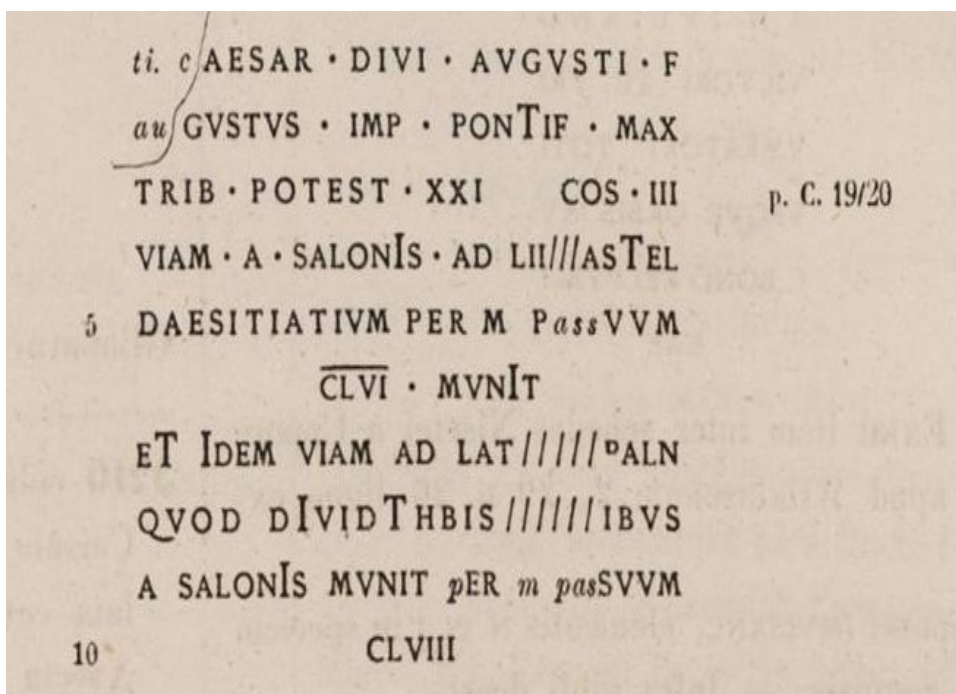 ti. cAESAR · DIVI · AVGVSTI · F
auGVSTVS · IMP · PONTIF · MAX
TRIB · POTEST · XXI COS · III p. C. 19/20
VIAM · A · SALONIS · AD LII///ASTEL
5 DAESITIATIVM PER M PassVVM
C̅L̅V̅I̅ · MVNIT
ET IDEM VIAM AD LAT/////DALN
QVOD DIVIDTHBIS//////IBVS
A SALONIS MVNIT pER m pasSVVM
10 CLVIII